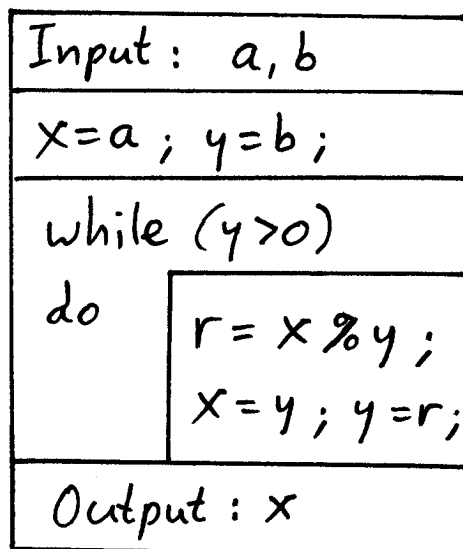 Input: a, b
x=a ; y=b ;
while (y>0)
do
r = x % y ;
x=y ; y=r;
Output : x